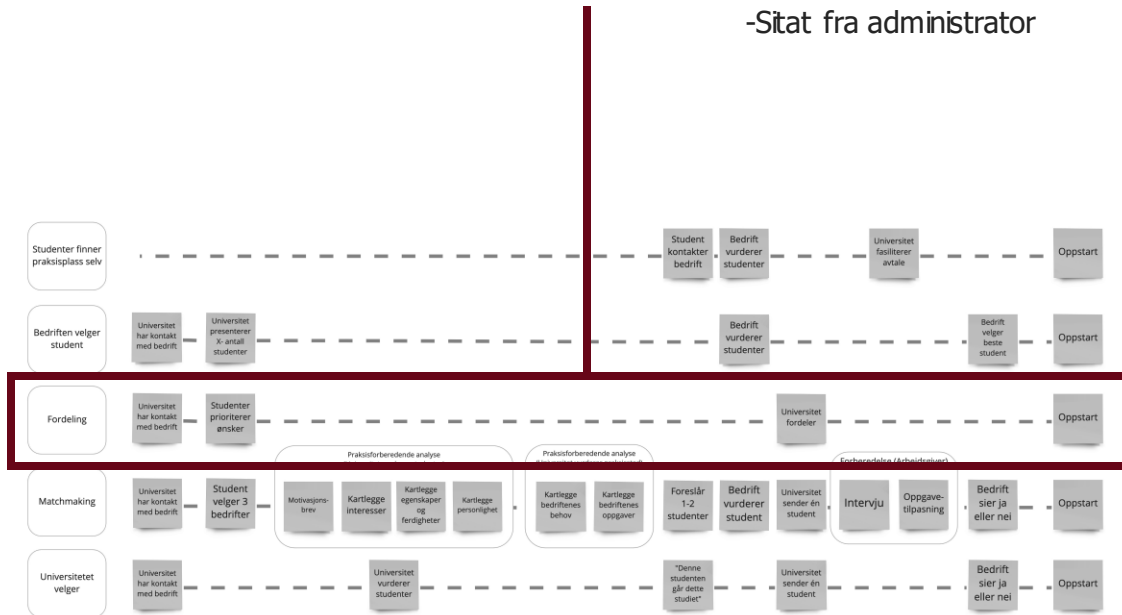 -Sitat fra administrator
Studenter finner
praksisplass selv
Student
kontakter
bedrift
Bedrift
vurderer
studenter
Universitet
fasiliterer
avtale
Oppstart
Bedriften velger
student
Universitet
har kontakt
med bedrift
Universitet
presenterer
X- antall
studenter
Bedrift
vurderer
studenter
Bedrift
velger
beste
student
Oppstart
Fordeling
Universitet
har kontakt
med bedrift
Studenter
prioriterer
ønsker
Universitet
fordeler
Oppstart
Matchmaking
Universitet
har kontakt
med bedrift
Student
velger 3
bedrifter
Praksisforberedende analyse
Motivasjons-
brev
Kartlegge
interesser
Kartlegge
egenskaper
og
ferdigheter
Kartlegge
personlighet
Praksisforberedende analyse
Kartlegge
bedriftenes
behov
Kartlegge
bedriftenes
oppgaver
Foreslår
1-2
studenter
Bedrift
vurderer
student
Universitet
sender én
student
Forberedelse (Arbeidsgiver)
Intervju
Oppgave-
tilpasning
Bedrift
sier ja
eller nei
Oppstart
Universitetet
velger
Universitet
har kontakt
med bedrift
Universitet
vurderer
studenter
"Denne
studenten
går dette
studiet"
Universitet
sender én
student
Bedrift
sier ja
eller nei
Oppstart